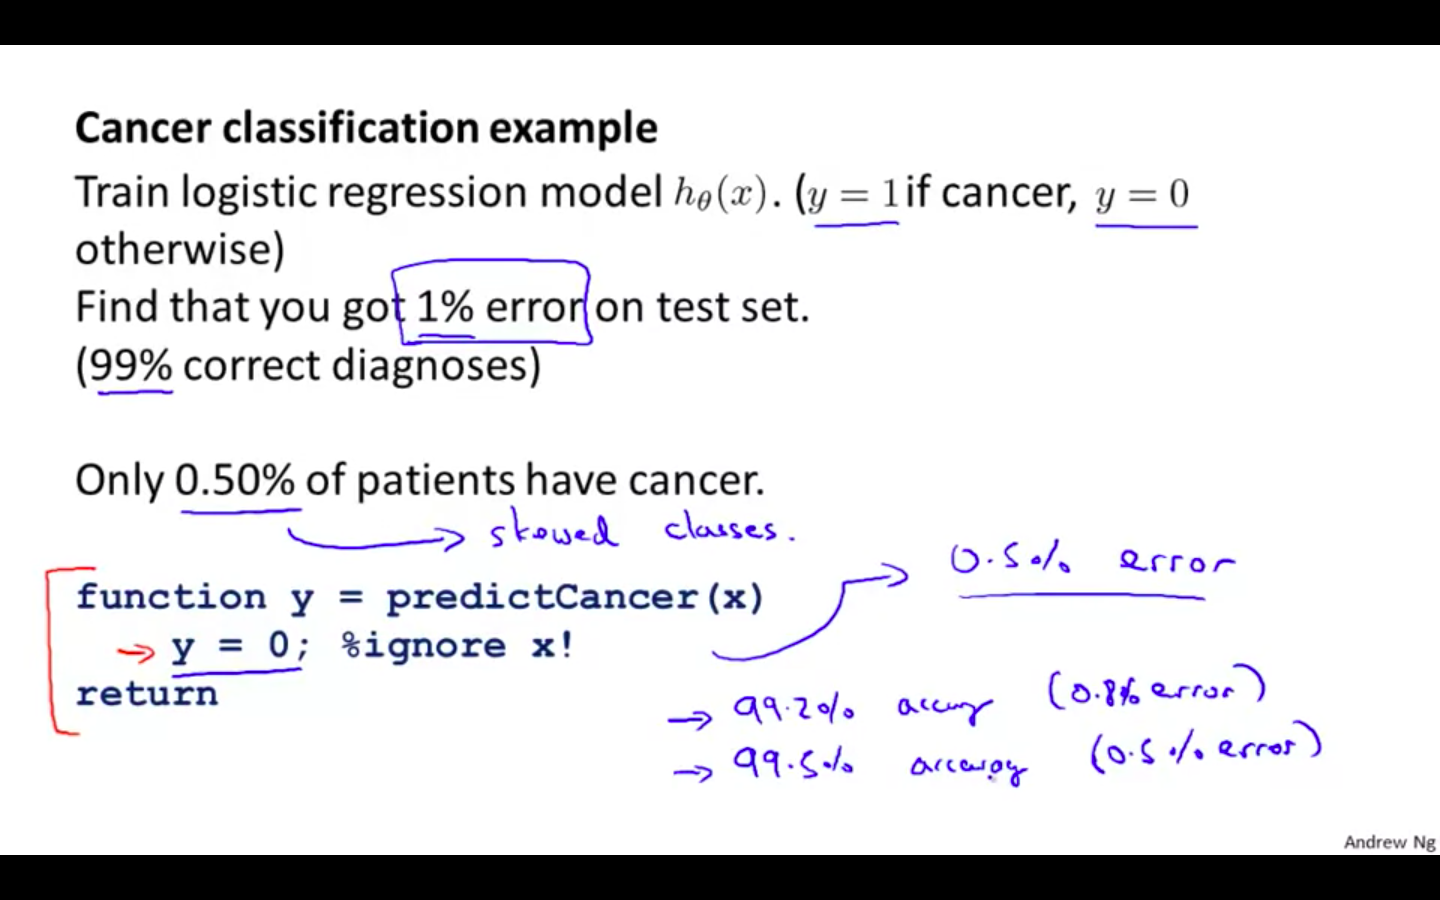 Cancer classification example
Train logistic regression model hθ(x). (y = 1 if cancer, y = 0
otherwise)
Find that you got 1% error on test set.
(99% correct diagnoses)
Only 0.50% of patients have cancer.
skewed classes.
0.5% error
function y = predictCancer(x)
→ y = 0; %ignore x!
return
→ 99.2% accuracy (0.8% error)
→ 99.5% accuracy (0.5% error)
Andrew Ng